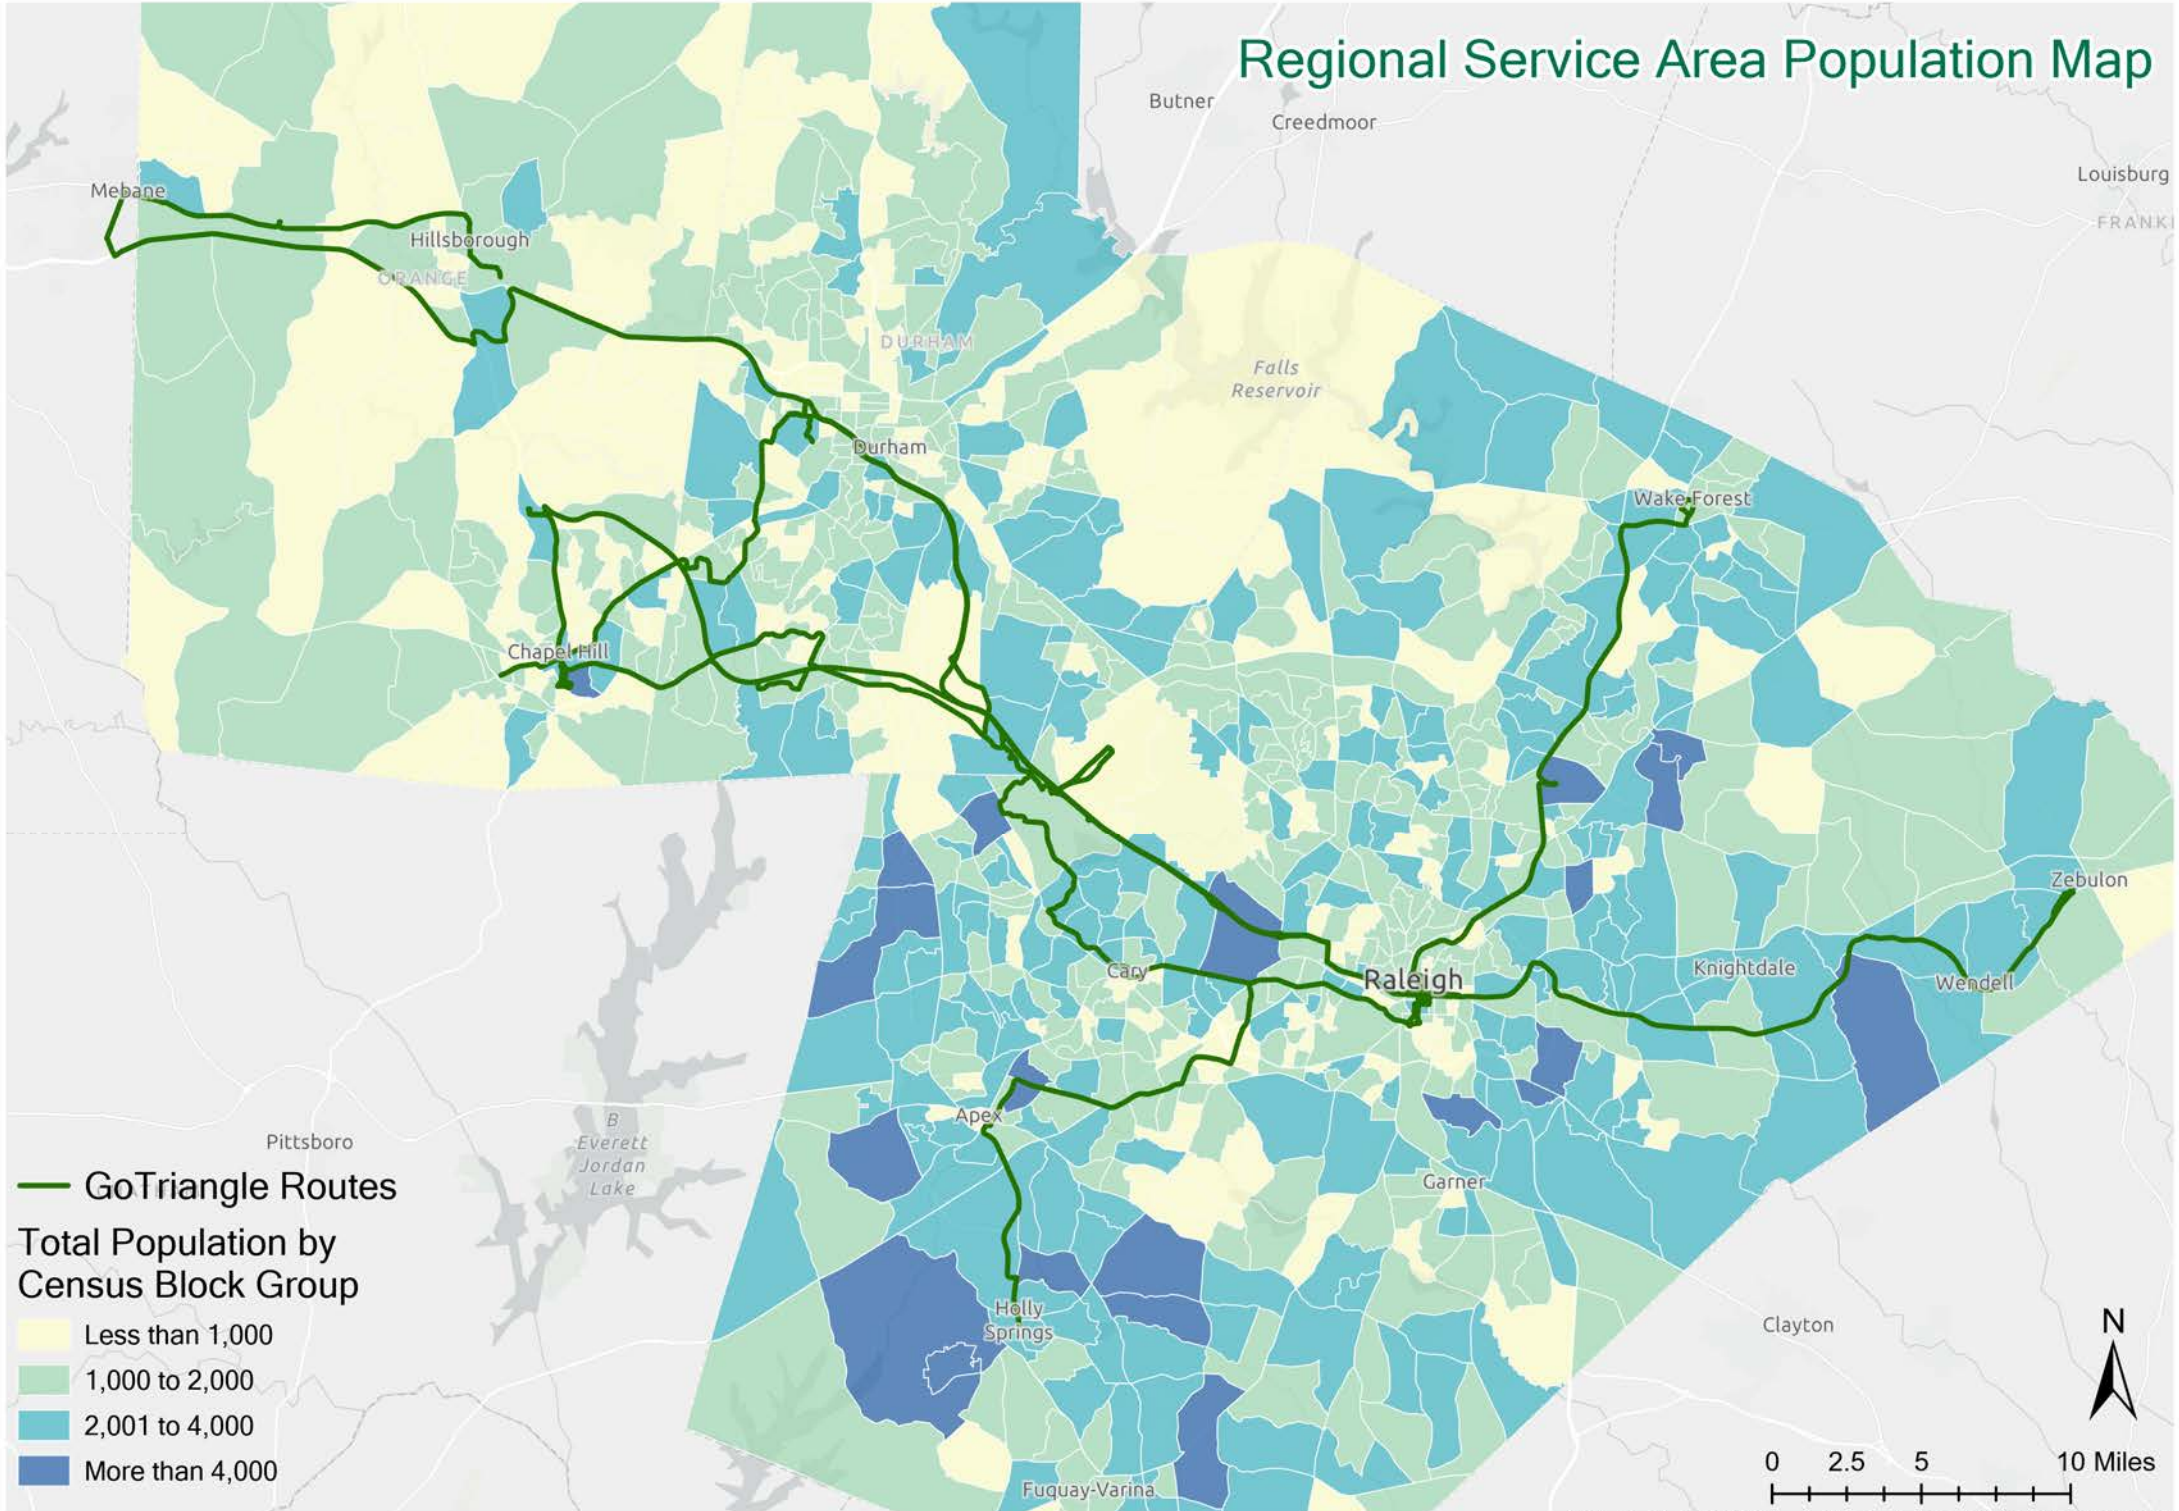 Regional Service Area Population Map
Butner
Creedmoor
Louisburg
FRANKI
Mebane
Hillsborough
ORANGE
DURHAM
Falls
Reservoir
Durham
Wake Forest
Chapel Hill
Zebulon
Cary
Raleigh
Knightdale
Wendell
Apex
B
Everett
Jordan
Lake
Pittsboro
Garner
Holly
Springs
Clayton
Fuquay-Varina
GoTriangle Routes
Total Population by
Census Block Group
Less than 1,000
1,000 to 2,000
2,001 to 4,000
More than 4,000
N
0 2.5 5 10 Miles